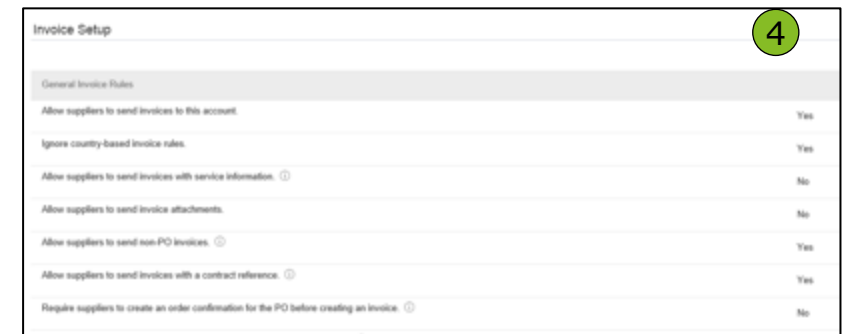 Invoice Setup
4
General Invoice Rules
Allow suppliers to send invoices to this account. Yes
Ignore country-based invoice rules. Yes
Allow suppliers to send invoices with service information. ⓘ No
Allow suppliers to send invoice attachments. No
Allow suppliers to send non-PO invoices. ⓘ Yes
Allow suppliers to send invoices with a contract reference. ⓘ Yes
Require suppliers to create an order confirmation for the PO before creating an invoice. ⓘ No